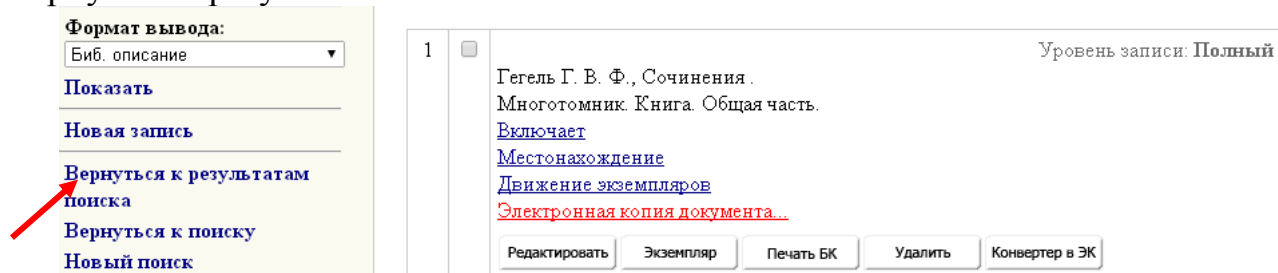 Формат вывода:
Биб. описание
Показать
Новая запись
Вернуться к результатам
поиска
Вернуться к поиску
Новый поиск
1
Уровень записи: Полный
Гегель Г. В. Ф., Сочинения .
Многотомник. Книга. Общая часть.
Включает
Местонахождение
Движение экземпляров
Электронная копия документа...
Редактировать Экземпляр Печать БК Удалить Конвертер в ЭК